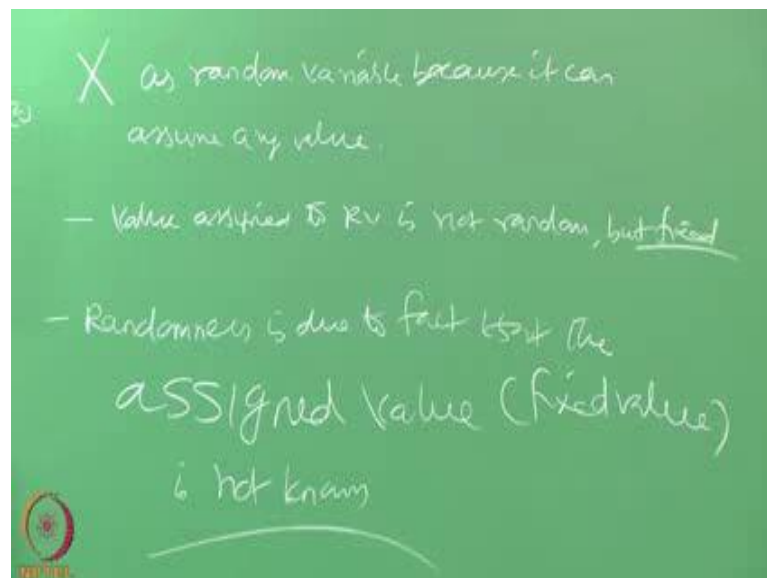 X as random variable because it can
assume any value.
— Value assigned to RV is not random, but fixed
— Randomness is due to fact that the
assigned value (fixed value)
is not known
NPTEL